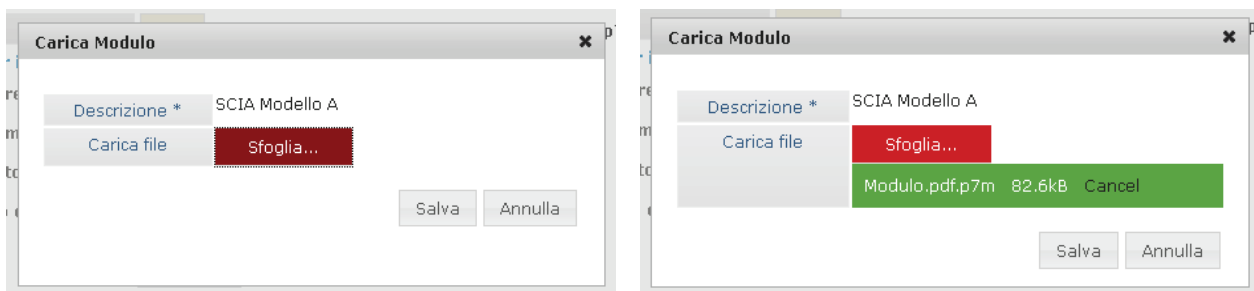 Carica Modulo
Descrizione * SCIA Modello A
Carica file Sfoglia...
Salva Annulla
Carica Modulo
Descrizione * SCIA Modello A
Carica file Sfoglia...
Modulo.pdf.p7m 82.6kB Cancel
Salva Annulla